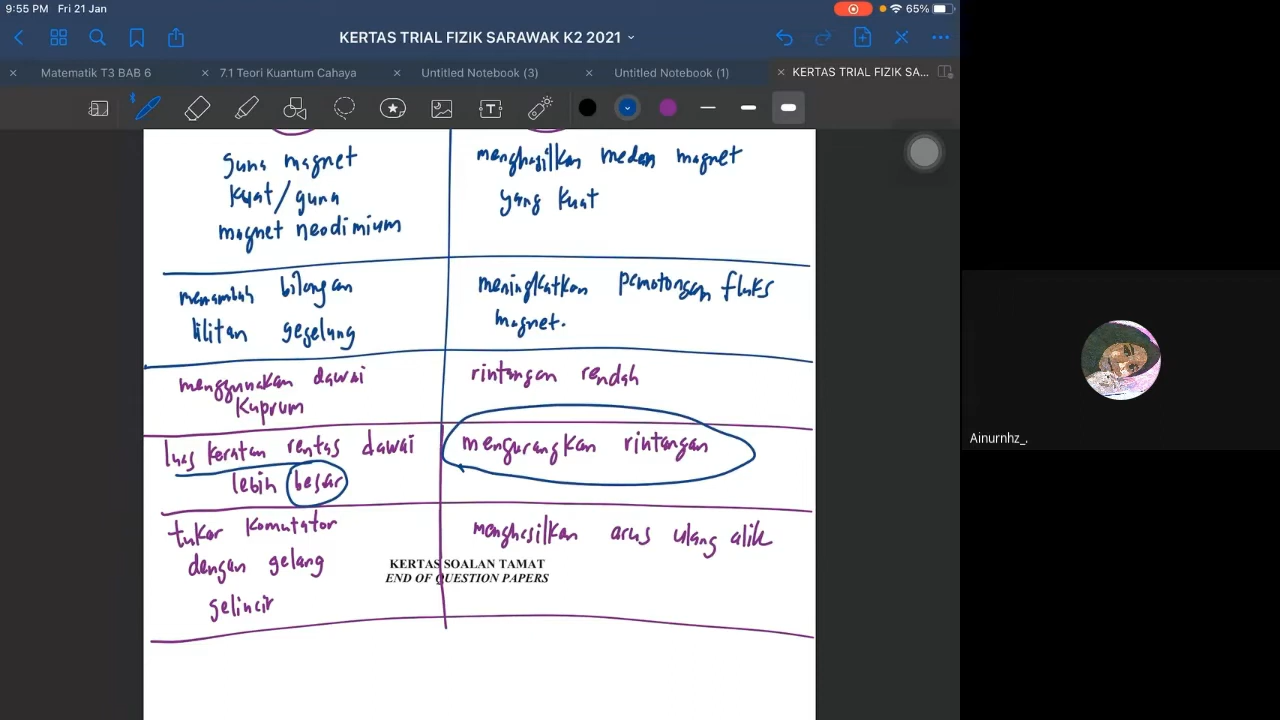 9:55 PM Fri 21 Jan
65%
KERTAS TRIAL FIZIK SARAWAK K2 2021
Matematik T3 BAB 6
7.1 Teori Kuantum Cahaya
Untitled Notebook (3)
Untitled Notebook (1)
KERTAS TRIAL FIZIK SA...
guna magnet
kuat/guna
magnet neodimium
menghasilkan medan magnet
yang kuat
menambah bilangan
lilitan gegelung
meningkatkan pemotongan fluks
magnet.
menggunakan dawai
kuprum
rintangan rendah
luas keratan rentas dawai
lebih besar
mengurangkan rintangan
tukar komutator
dengan gelang
gelincir
menghasilkan arus ulang alik
KERTAS SOALAN TAMAT
END OF QUESTION PAPERS
Ainurnhz_.